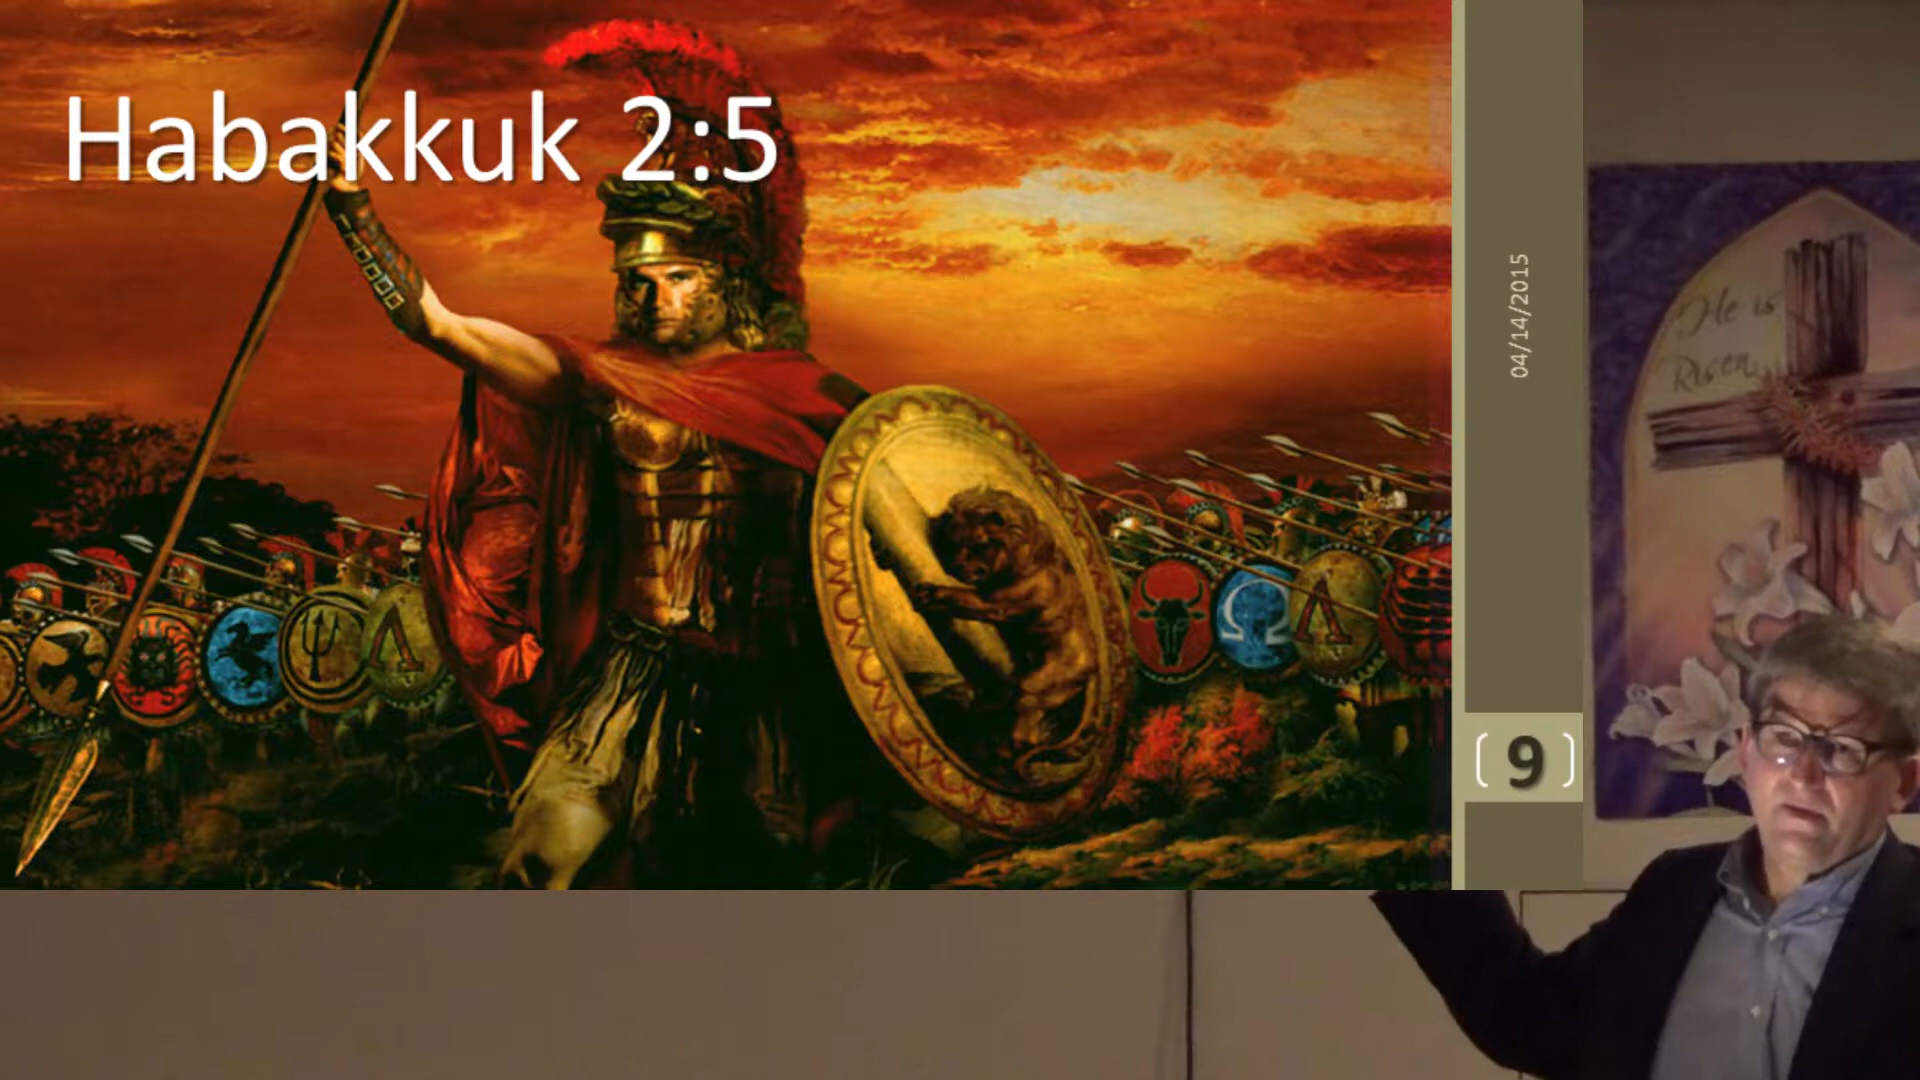 Habakkuk 2:5
04/14/2015
9
He is
Risen
Ω
Λ
Λ